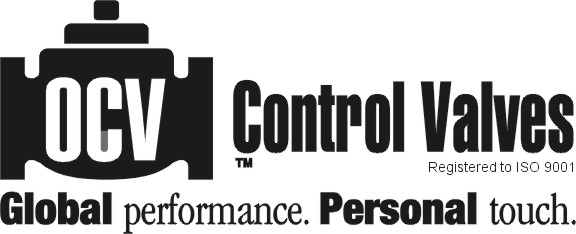 OCV Control Valves
™
Registered to ISO 9001
Global performance. Personal touch.